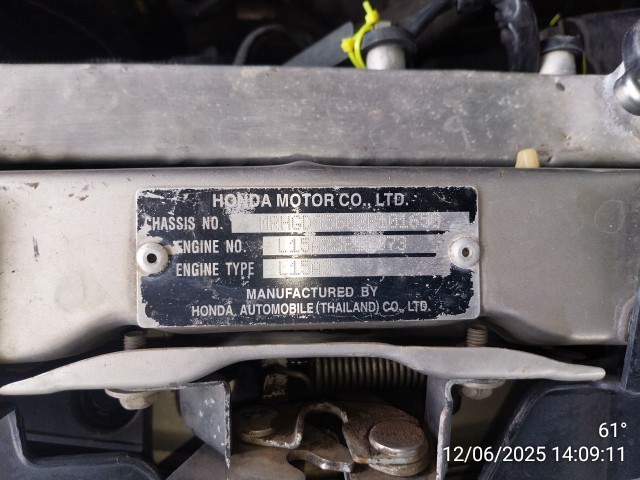 HONDA MOTOR CO., LTD.
CHASSIS NO.
ENGINE NO.
ENGINE TYPE
MANUFACTURED BY
HONDA AUTOMOBILE (THAILAND) CO., LTD.
61°
12/06/2025 14:09:11